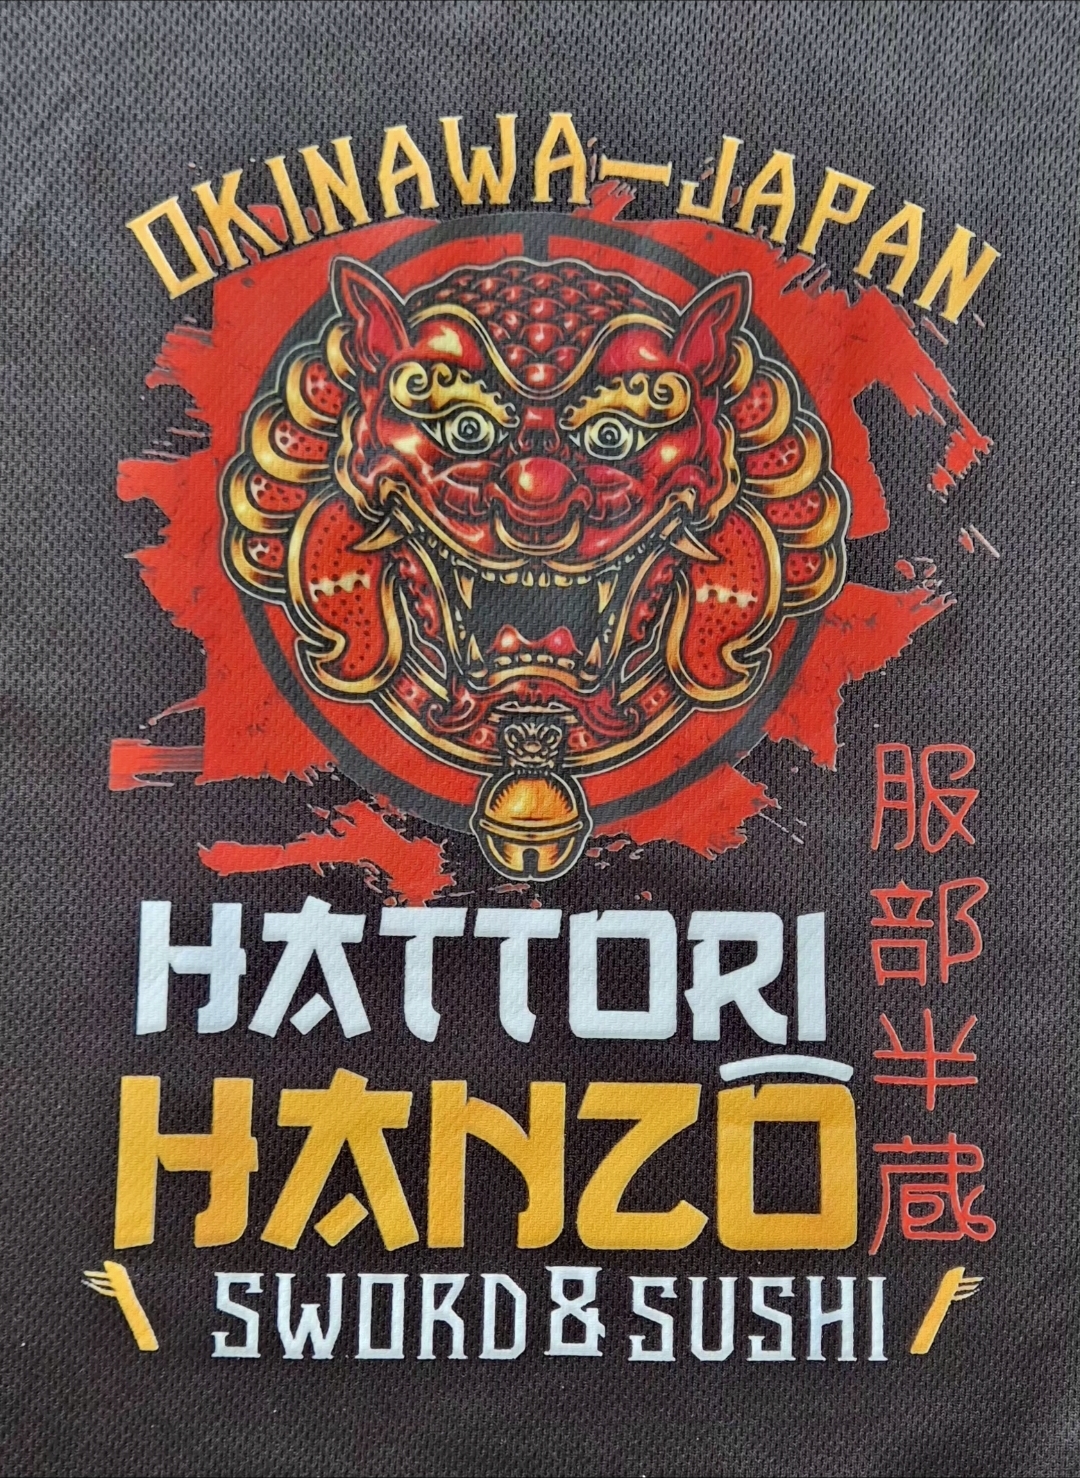 OKINAWA-JAPAN
HATTORI
HANZŌ
服部半蔵
SWORD & SUSHI